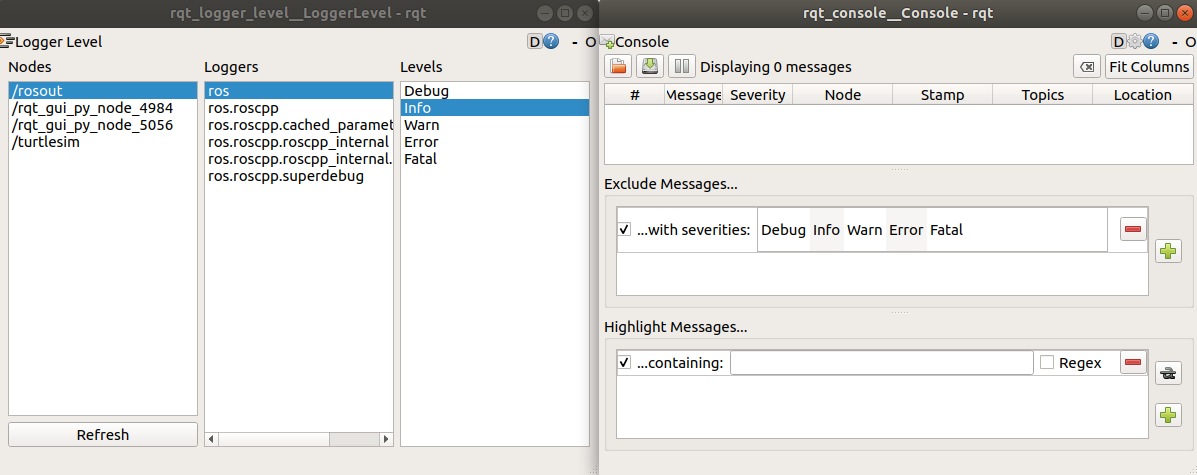 rqt_logger_level__LoggerLevel - rqt
Logger Level
D ? - O
Nodes
/rosout
/rqt_gui_py_node_4984
/rqt_gui_py_node_5056
/turtlesim
Refresh
Loggers
ros
ros.roscpp
ros.roscpp.cached_paramet
ros.roscpp.roscpp_internal
ros.roscpp.roscpp_internal.
ros.roscpp.superdebug
Levels
Debug
Info
Warn
Error
Fatal
rqt_console__Console - rqt
Console
D ? - O
Displaying 0 messages
Fit Columns
# Message Severity Node Stamp Topics Location
Exclude Messages...
...with severities: Debug Info Warn Error Fatal
Highlight Messages...
...containing: Regex